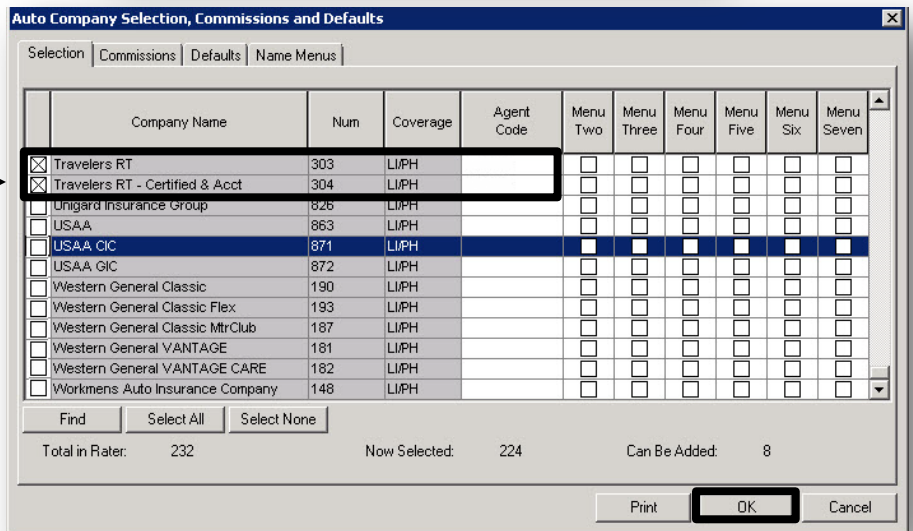 Auto Company Selection, Commissions and Defaults
Selection Commissions Defaults Name Menus
Company Name Num Coverage Agent Code Menu Two Menu Three Menu Four Menu Five Menu Six Menu Seven
Travelers RT 303 LI/PH
Travelers RT - Certified & Acct 304 LI/PH
Unigard Insurance Group 826 LI/PH
USAA 863 LI/PH
USAA CIC 871 LI/PH
USAA GIC 872 LI/PH
Western General Classic 190 LI/PH
Western General Classic Flex 193 LI/PH
Western General Classic MtrClub 187 LI/PH
Western General VANTAGE 181 LI/PH
Western General VANTAGE CARE 182 LI/PH
Workmens Auto Insurance Company 148 LI/PH
Find Select All Select None
Total in Rater: 232 Now Selected: 224 Can Be Added: 8
Print OK Cancel